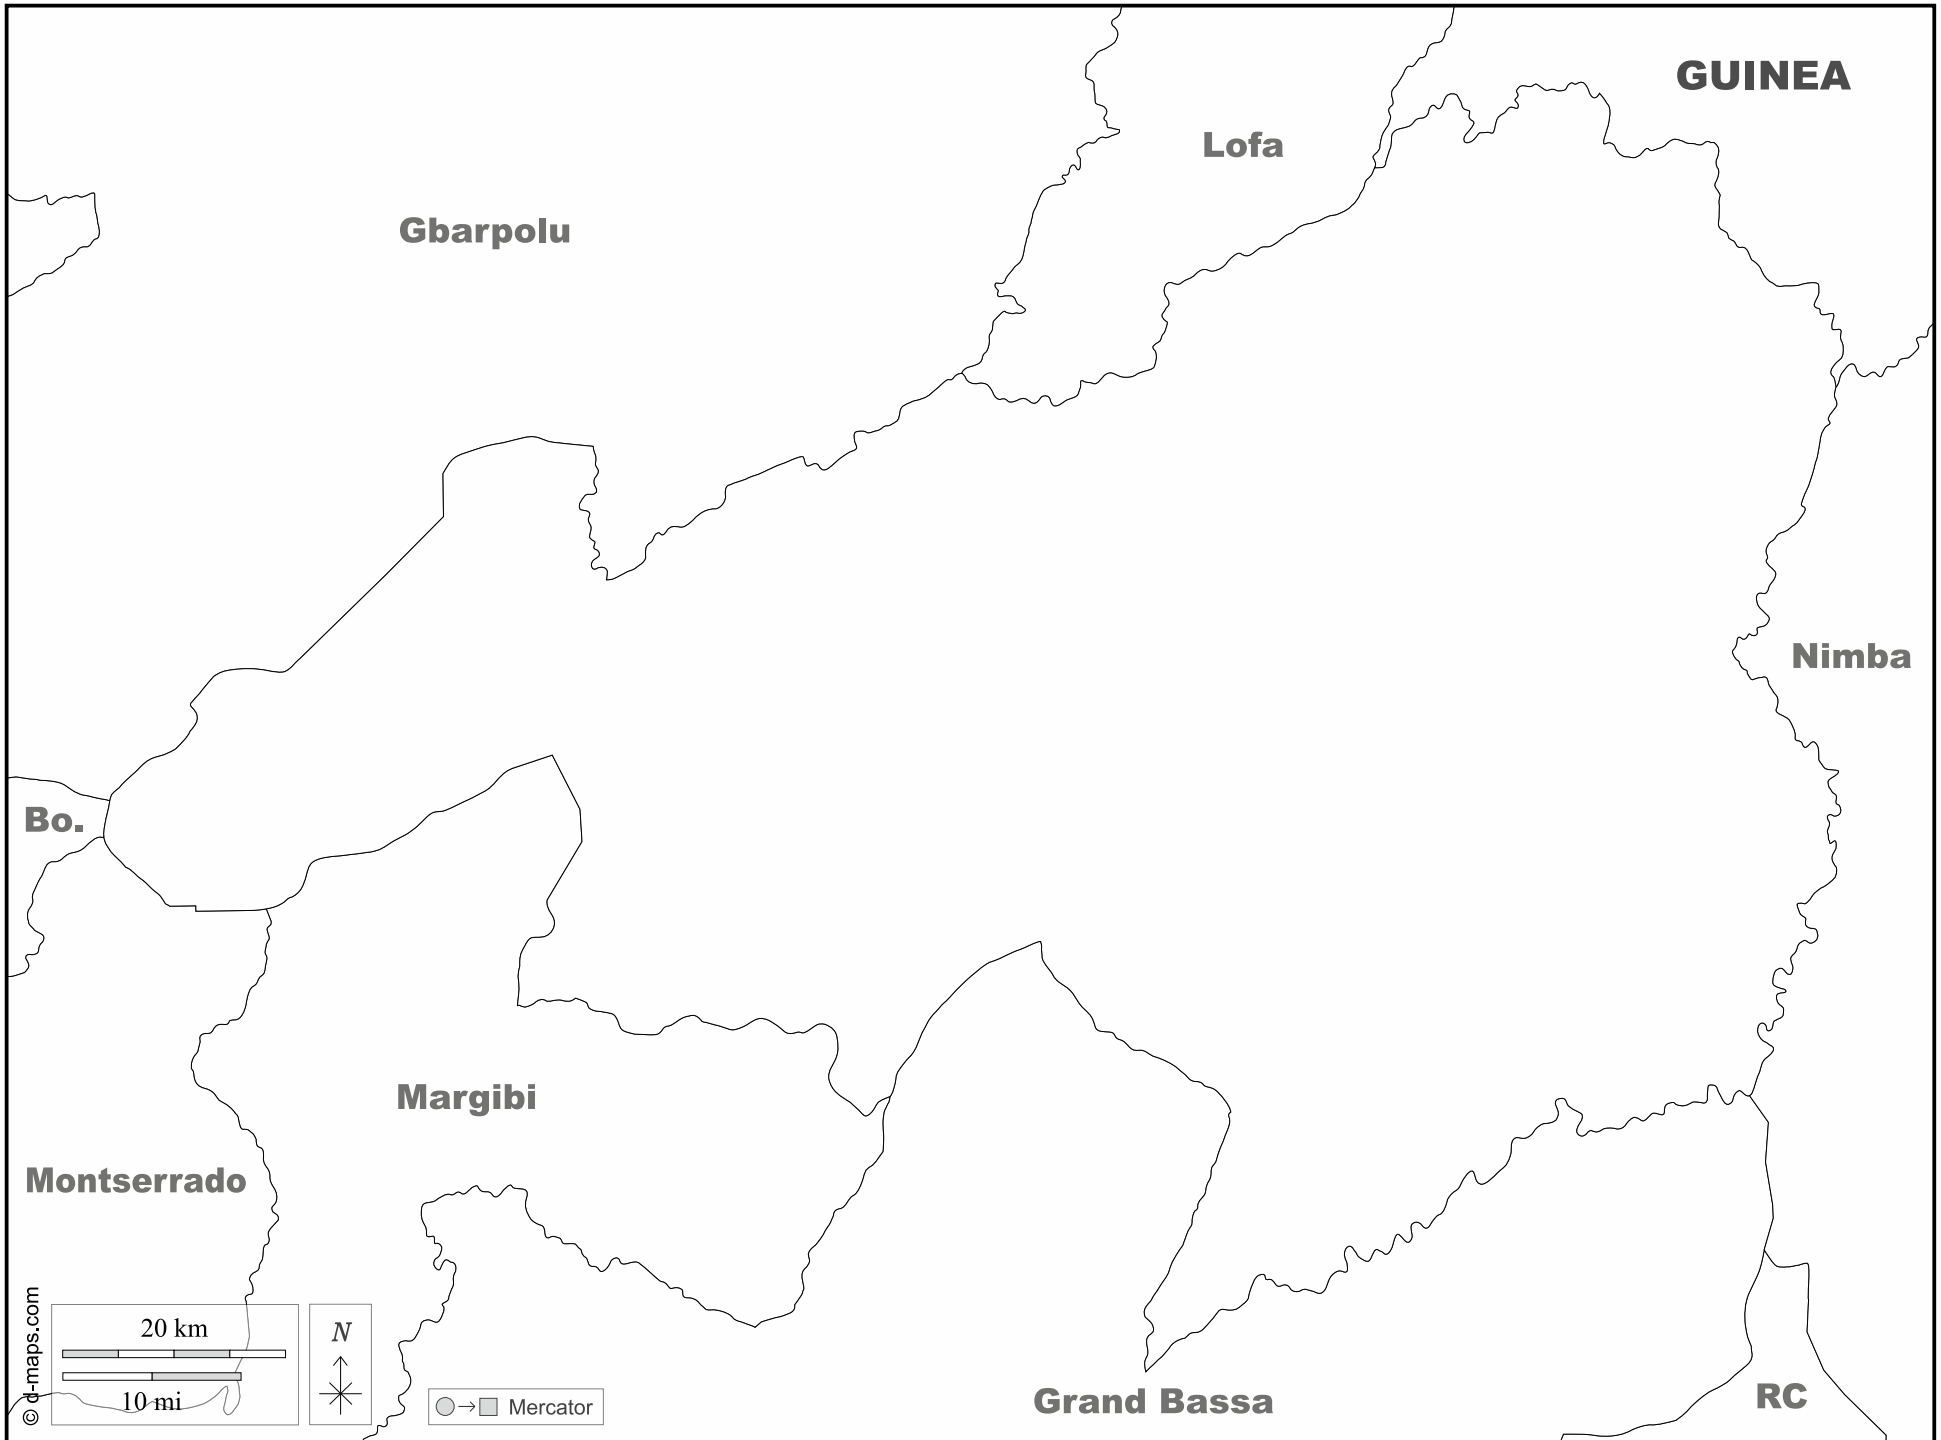 GUINEA
Lofa
Gbarpolu
Nimba
Bo.
Margibi
Montserrado
© d-maps.com
20 km
10 mi
N
Mercator
Grand Bassa
RC